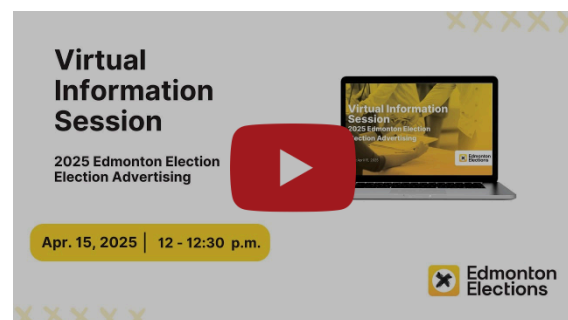 Virtual
Information
Session
2025 Edmonton Election
Election Advertising
Apr. 15, 2025 | 12 - 12:30 p.m.
Virtual Information
Session
2025 Edmonton Election
Election Advertising
Edmonton
Elections
Edmonton
Elections